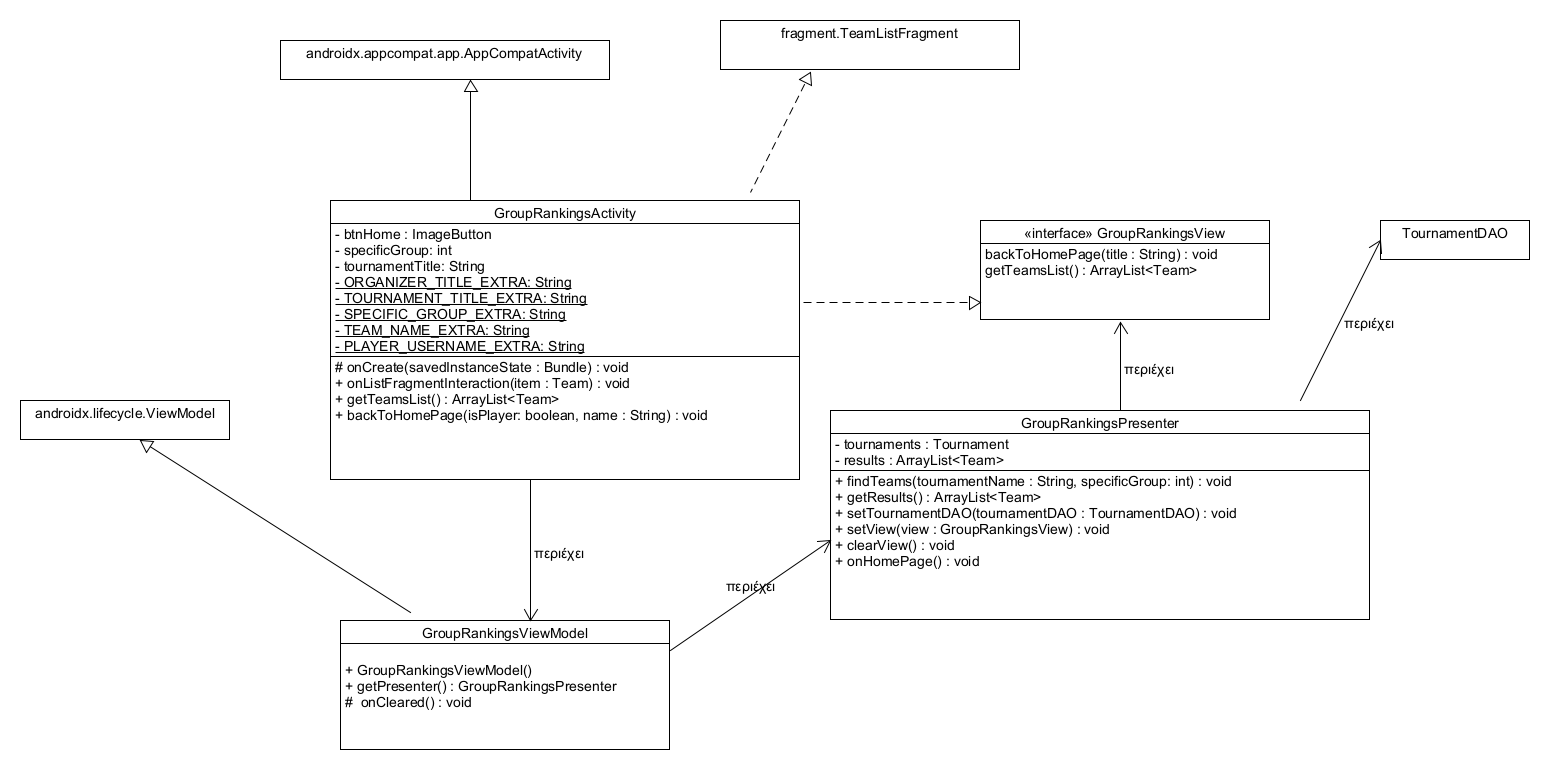 androidx.appcompat.app.AppCompatActivity
fragment.TeamListFragment
GroupRankingsActivity
- btnHome : ImageButton
- specificGroup: int
- tournamentTitle: String
- ORGANIZER_TITLE_EXTRA: String
- TOURNAMENT_TITLE_EXTRA: String
- SPECIFIC_GROUP_EXTRA: String
- TEAM_NAME_EXTRA: String
- PLAYER_USERNAME_EXTRA: String
# onCreate(savedInstanceState : Bundle) : void
+ onListFragmentInteraction(item : Team) : void
+ getTeamsList() : ArrayList<Team>
+ backToHomePage(isPlayer: boolean, name : String) : void
«interface» GroupRankingsView
backToHomePage(title : String) : void
getTeamsList() : ArrayList<Team>
TournamentDAO
περιέχει
περιέχει
androidx.lifecycle.ViewModel
GroupRankingsPresenter
- tournaments : Tournament
- results : ArrayList<Team>
+ findTeams(tournamentName : String, specificGroup: int) : void
+ getResults() : ArrayList<Team>
+ setTournamentDAO(tournamentDAO : TournamentDAO) : void
+ setView(view : GroupRankingsView) : void
+ clearView() : void
+ onHomePage() : void
περιέχει
περιέχει
GroupRankingsViewModel
+ GroupRankingsViewModel()
+ getPresenter() : GroupRankingsPresenter
#  onCleared() : void